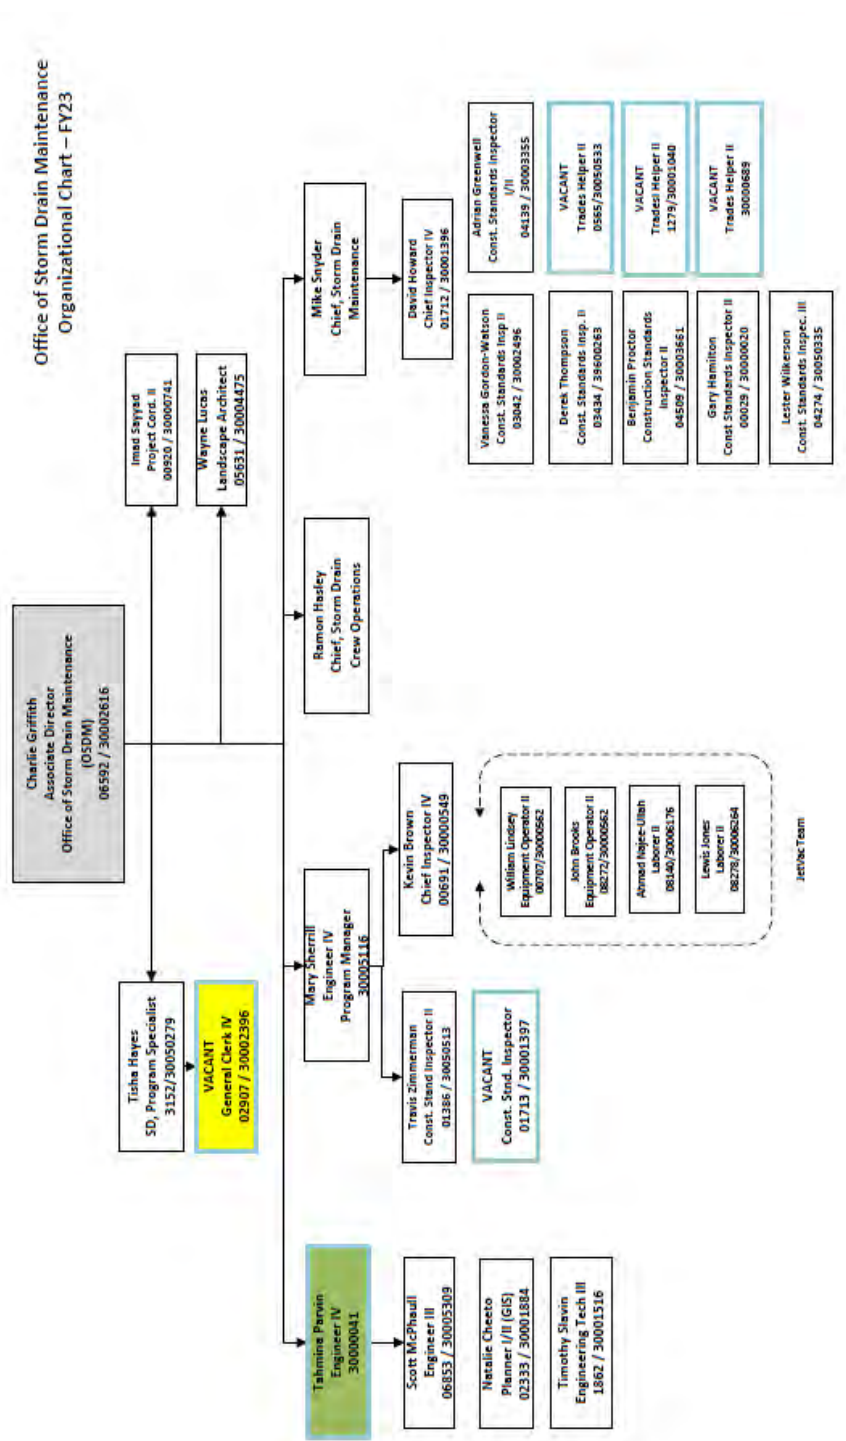 Office of Storm Drain Maintenance
Organizational Chart – FY23
Charlie Griffith
Associate Director
Office of Storm Drain Maintenance
(OSDM)
06592 / 30002616
Tisha Hayes
SD, Program Specialist
3152/30050279
VACANT
General Clerk IV
02907 / 30002396
Imad Sayyad
Project Cord. II
00920 / 30000741
Wayne Lucas
Landscape Architect
05631 / 30004475
Tahmina Parvin
Engineer IV
30000041
Mary Sherrill
Engineer IV
Program Manager
30005116
Ramon Hasley
Chief, Storm Drain
Crew Operations
Mike Snyder
Chief, Storm Drain
Maintenance
Scott McPhaull
Engineer III
06853 / 30005309
Natalie Cheeto
Planner I/II (GIS)
02333 / 30001884
Timothy Slavin
Engineering Tech III
1862 / 30001516
Travis Zimmerman
Const. Stand Inspector II
01386 / 30050513
VACANT
Const. Stnd. Inspector
01713 / 30001397
Kevin Brown
Chief Inspector IV
00691 / 30000549
William Lindsey
Equipment Operator II
00707/30000562
John Brooks
Equipment Operator II
08272/30000562
Ahmad Najee-Ullah
Laborer II
08140/30006176
Lewis Jones
Laborer II
08278/30006264
JetVac Team
David Howard
Chief Inspector IV
01712 / 30001396
Vanessa Gordon-Watson
Const. Standards Insp II
03042 / 30002496
Derek Thompson
Const. Standards Insp. II
03434 / 39600263
Benjamin Proctor
Construction Standards
Inspector II
04509 / 30003661
Gary Hamilton
Const Standards Inspector II
00029 / 30000020
Lester Wilkerson
Const. Standards Inspec. III
04274 / 30050335
Adrian Greenwell
Const. Standards Inspector
I/II
04139 / 30003355
VACANT
Trades Helper II
0565/30050533
VACANT
Tradesl Helper II
1279/30001040
VACANT
Trades Helper II
30000689